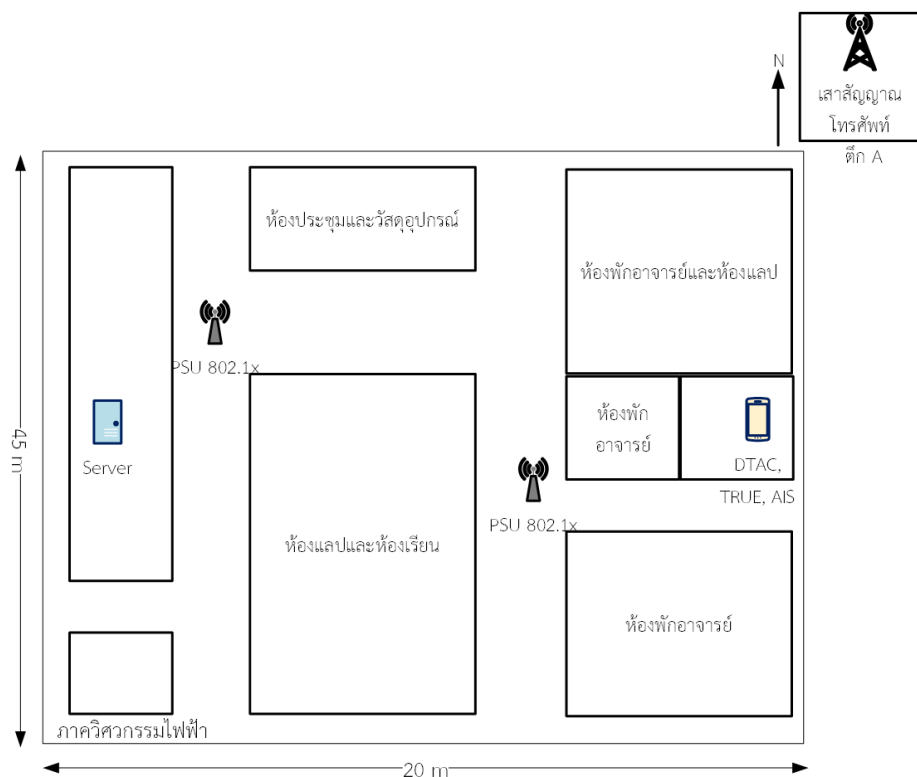 N
เสาสัญญาณ
โทรศัพท์
ตึก A
ห้องประชุมและวัสดุอุปกรณ์
ห้องพักอาจารย์และห้องแลป
PSU 802.1x
45 m
Server
ห้องพัก
อาจารย์
DTAC,
TRUE, AIS
PSU 802.1x
ห้องแลปและห้องเรียน
ห้องพักอาจารย์
ภาควิศวกรรมไฟฟ้า
20 m